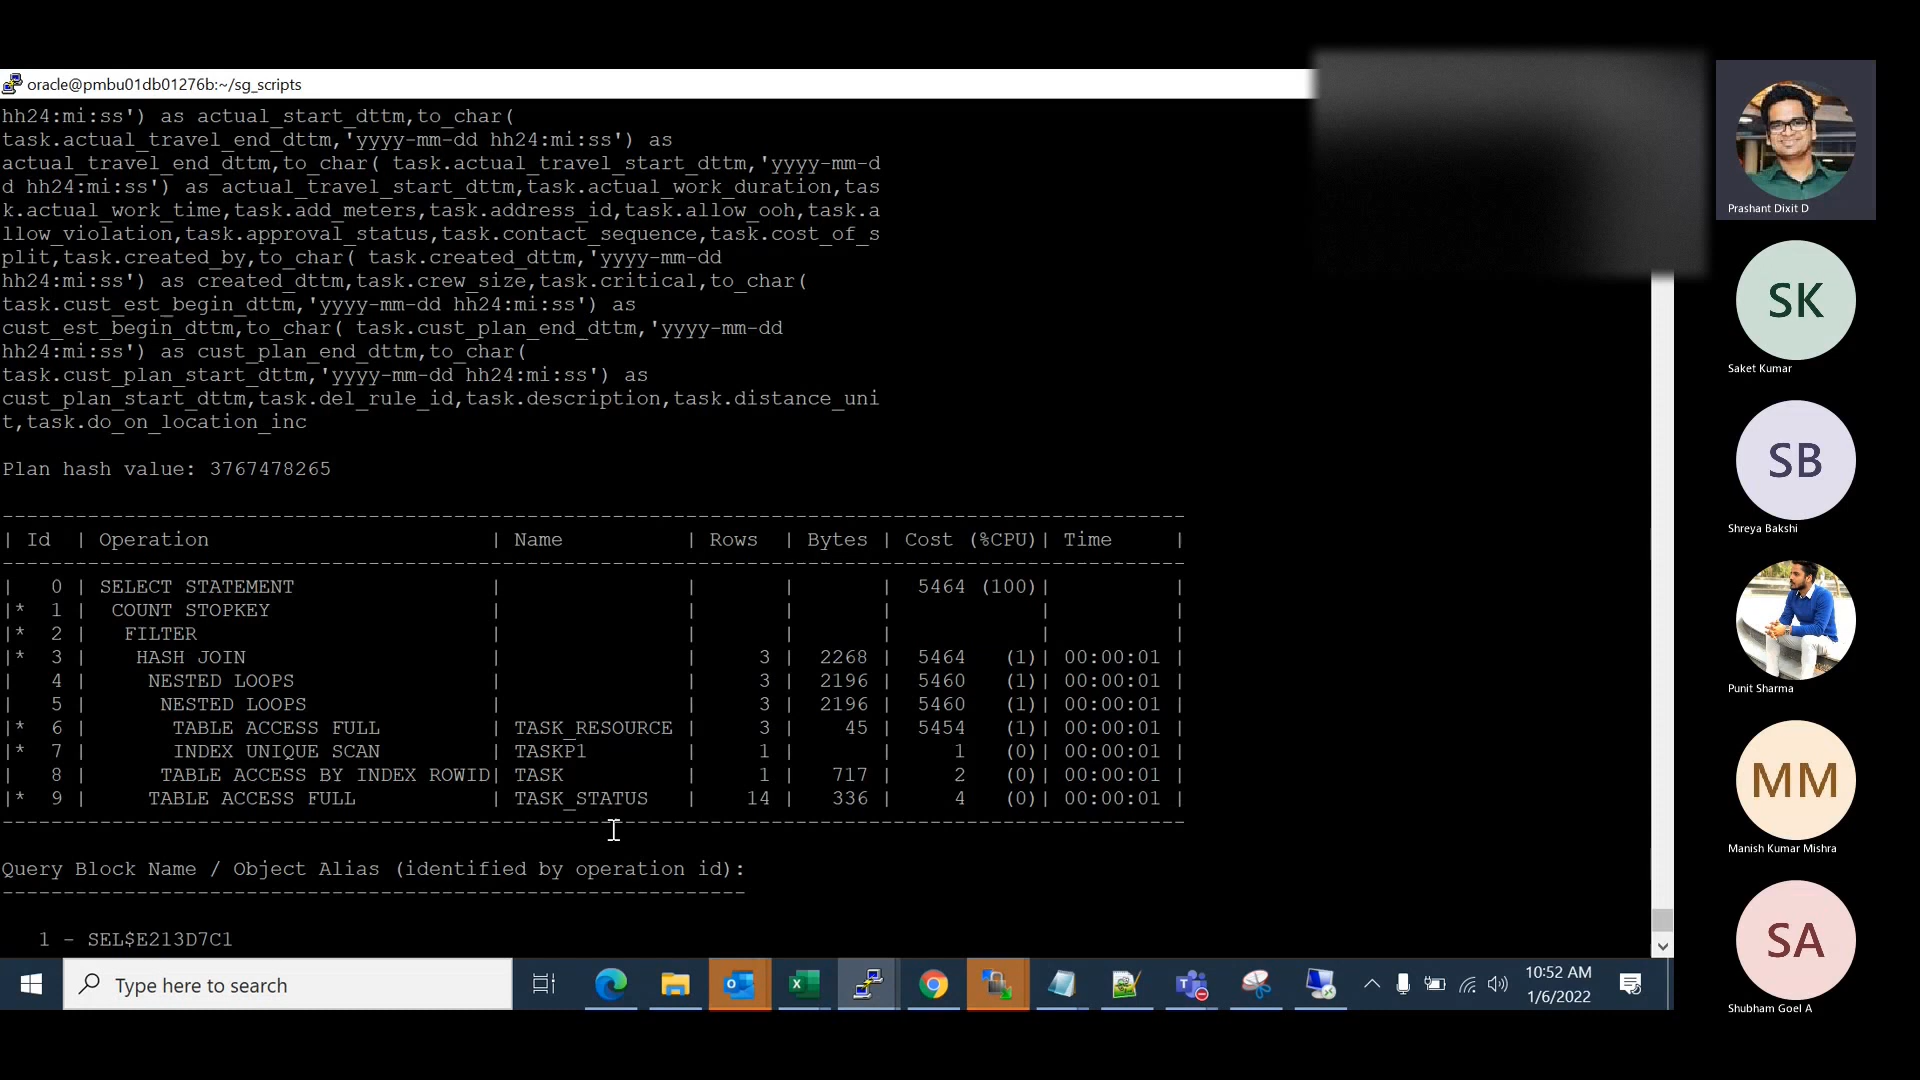 oracle@pmbu01db01276b:~/sg_scripts
hh24:mi:ss') as actual_start_dttm,to_char(
task.actual_travel_end_dttm,'yyyy-mm-dd hh24:mi:ss') as
actual_travel_end_dttm,to_char( task.actual_travel_start_dttm,'yyyy-mm-d
d hh24:mi:ss') as actual_travel_start_dttm,task.actual_work_duration,tas
k.actual_work_time,task.add_meters,task.address_id,task.allow_ooh,task.a
llow_violation,task.approval_status,task.contact_sequence,task.cost_of_s
plit,task.created_by,to_char( task.created_dttm,'yyyy-mm-dd
hh24:mi:ss') as created_dttm,task.crew_size,task.critical,to_char(
task.cust_est_begin_dttm,'yyyy-mm-dd hh24:mi:ss') as
cust_est_begin_dttm,to_char( task.cust_plan_end_dttm,'yyyy-mm-dd
hh24:mi:ss') as cust_plan_end_dttm,to_char(
task.cust_plan_start_dttm,'yyyy-mm-dd hh24:mi:ss') as
cust_plan_start_dttm,task.del_rule_id,task.description,task.distance_uni
t,task.do_on_location_inc
Plan hash value: 3767478265
| Id | Operation | Name | Rows | Bytes | Cost (%CPU)| Time |
| 0 | SELECT STATEMENT | | | | 5464 (100)| |
|* 1 | COUNT STOPKEY | | | | | |
|* 2 | FILTER | | | | | |
|* 3 | HASH JOIN | | 3 | 2268 | 5464 (1)| 00:00:01 |
| 4 | NESTED LOOPS | | 3 | 2196 | 5460 (1)| 00:00:01 |
| 5 | NESTED LOOPS | | 3 | 2196 | 5460 (1)| 00:00:01 |
|* 6 | TABLE ACCESS FULL | TASK_RESOURCE | 3 | 45 | 5454 (1)| 00:00:01 |
|* 7 | INDEX UNIQUE SCAN | TASKP1 | 1 | | 1 (0)| 00:00:01 |
| 8 | TABLE ACCESS BY INDEX ROWID| TASK | 1 | 717 | 2 (0)| 00:00:01 |
|* 9 | TABLE ACCESS FULL | TASK_STATUS | 14 | 336 | 4 (0)| 00:00:01 |
Query Block Name / Object Alias (identified by operation id):
1 - SEL$E213D7C1
Type here to search
10:52 AM
1/6/2022
Prashant Dixit D
SK
Saket Kumar
SB
Shreya Bakshi
Punit Sharma
MM
Manish Kumar Mishra
SA
Shubham Goel A